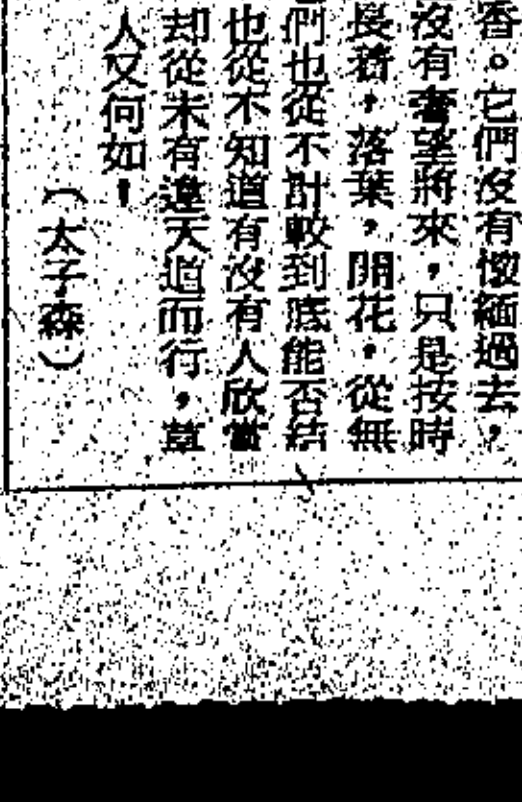 香。它們沒有懷緬過去，
沒有奢望將來，只是按時
長着，落葉，開花，從無
們也從不計較到底能否結
也從不知道有沒有人欣賞
却從未有違天道而行，草
人又何如！
（太子森）